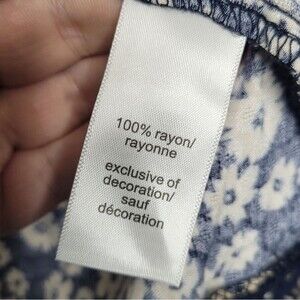 100% rayon/
rayonne
exclusive of
decoration/
sauf
décoration